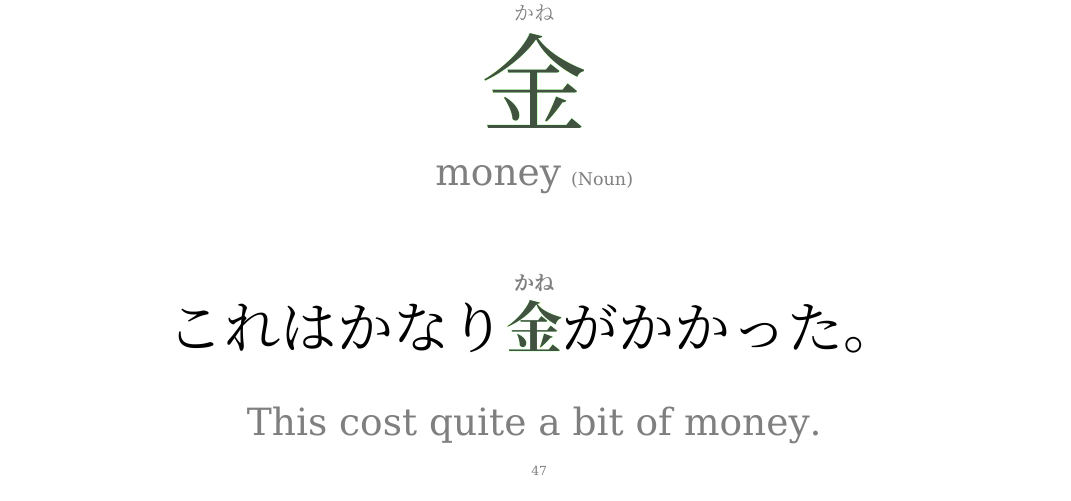 かね
金
money (Noun)
かね
これはかなり金がかかった。
This cost quite a bit of money.
47